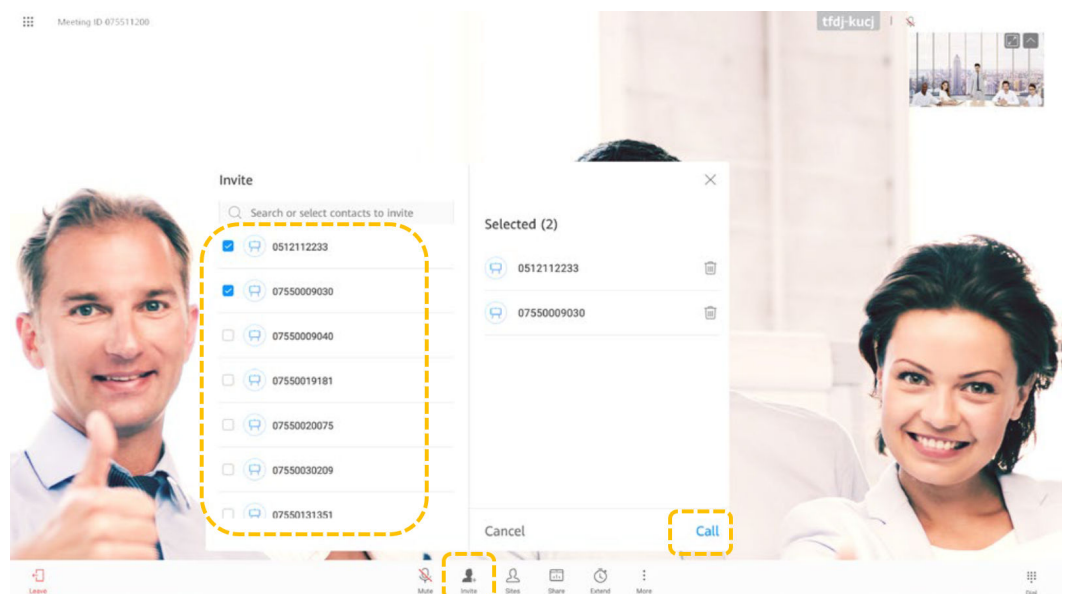 Meeting ID 075511200
tfdj-kucj
Invite
Search or select contacts to invite
0512112233
07550009030
07550009040
07550019181
07550020075
07550030209
07550131351
Selected (2)
0512112233
07550009030
Cancel
Call
Leave
Mute
Invite
Sites
Share
Extend
More